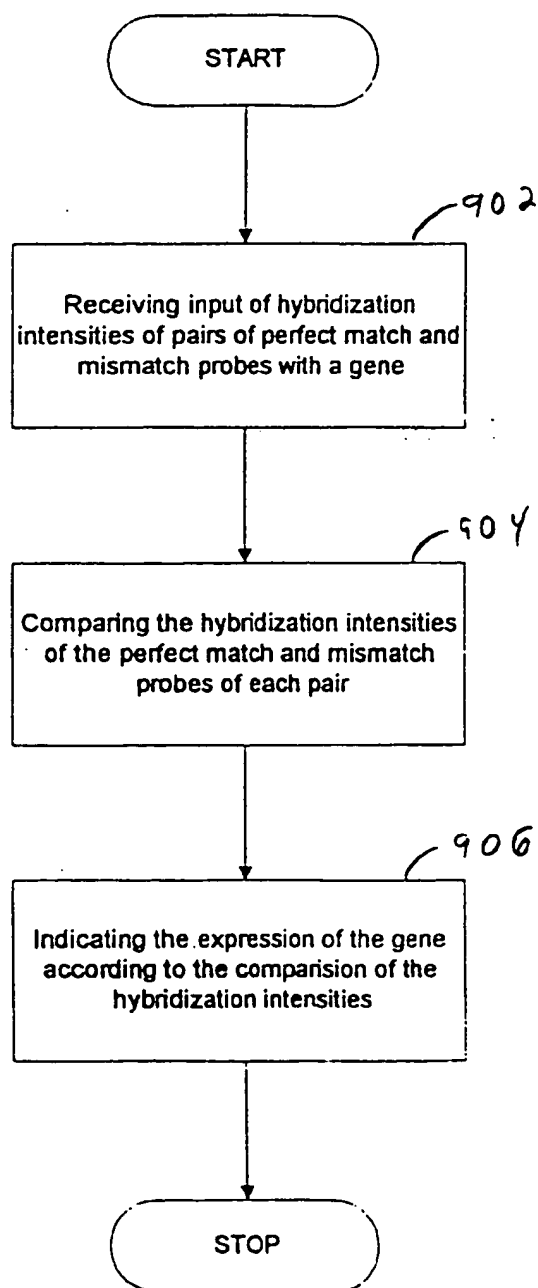 START
902
Receiving input of hybridization
intensities of pairs of perfect match and
mismatch probes with a gene
904
Comparing the hybridization intensities
of the perfect match and mismatch
probes of each pair
906
Indicating the expression of the gene
according to the comparision of the
hybridization intensities
STOP